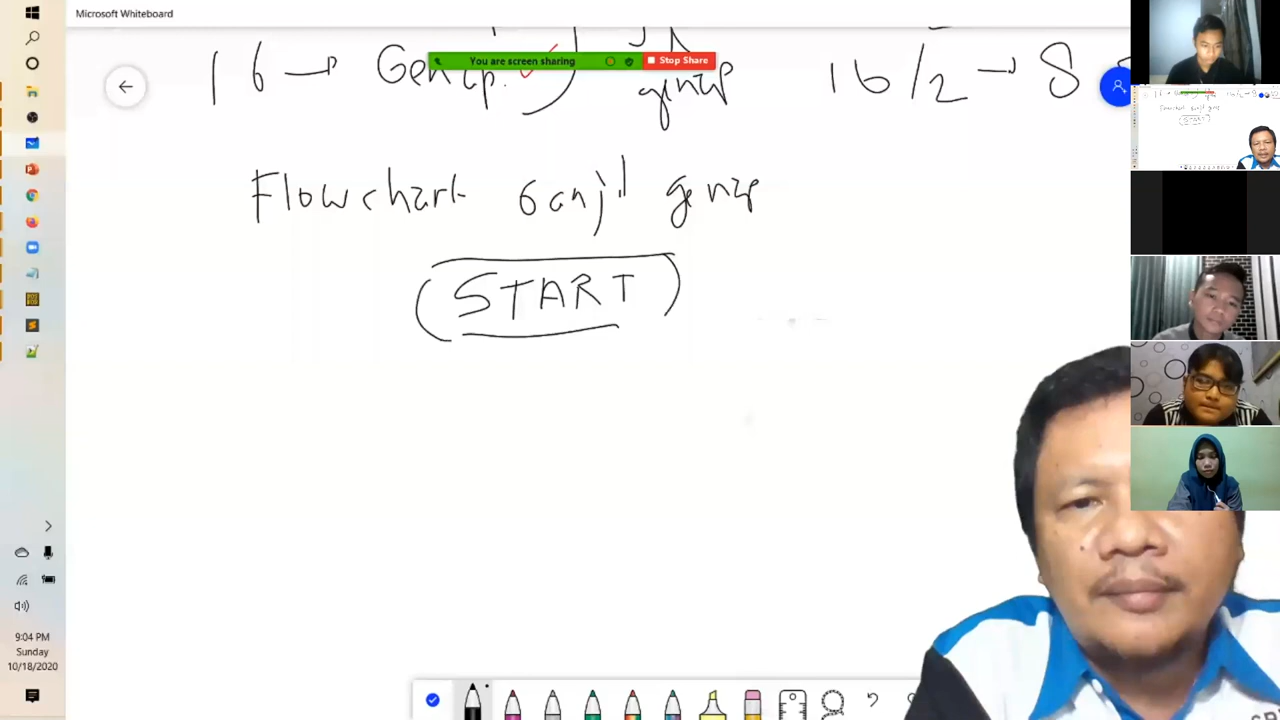 Microsoft Whiteboard
You are screen sharing
Stop Share
16 → Genap. genap 16/2 → 8
Flowchart Ganjil genap
START
9:04 PM
Sunday
10/18/2020